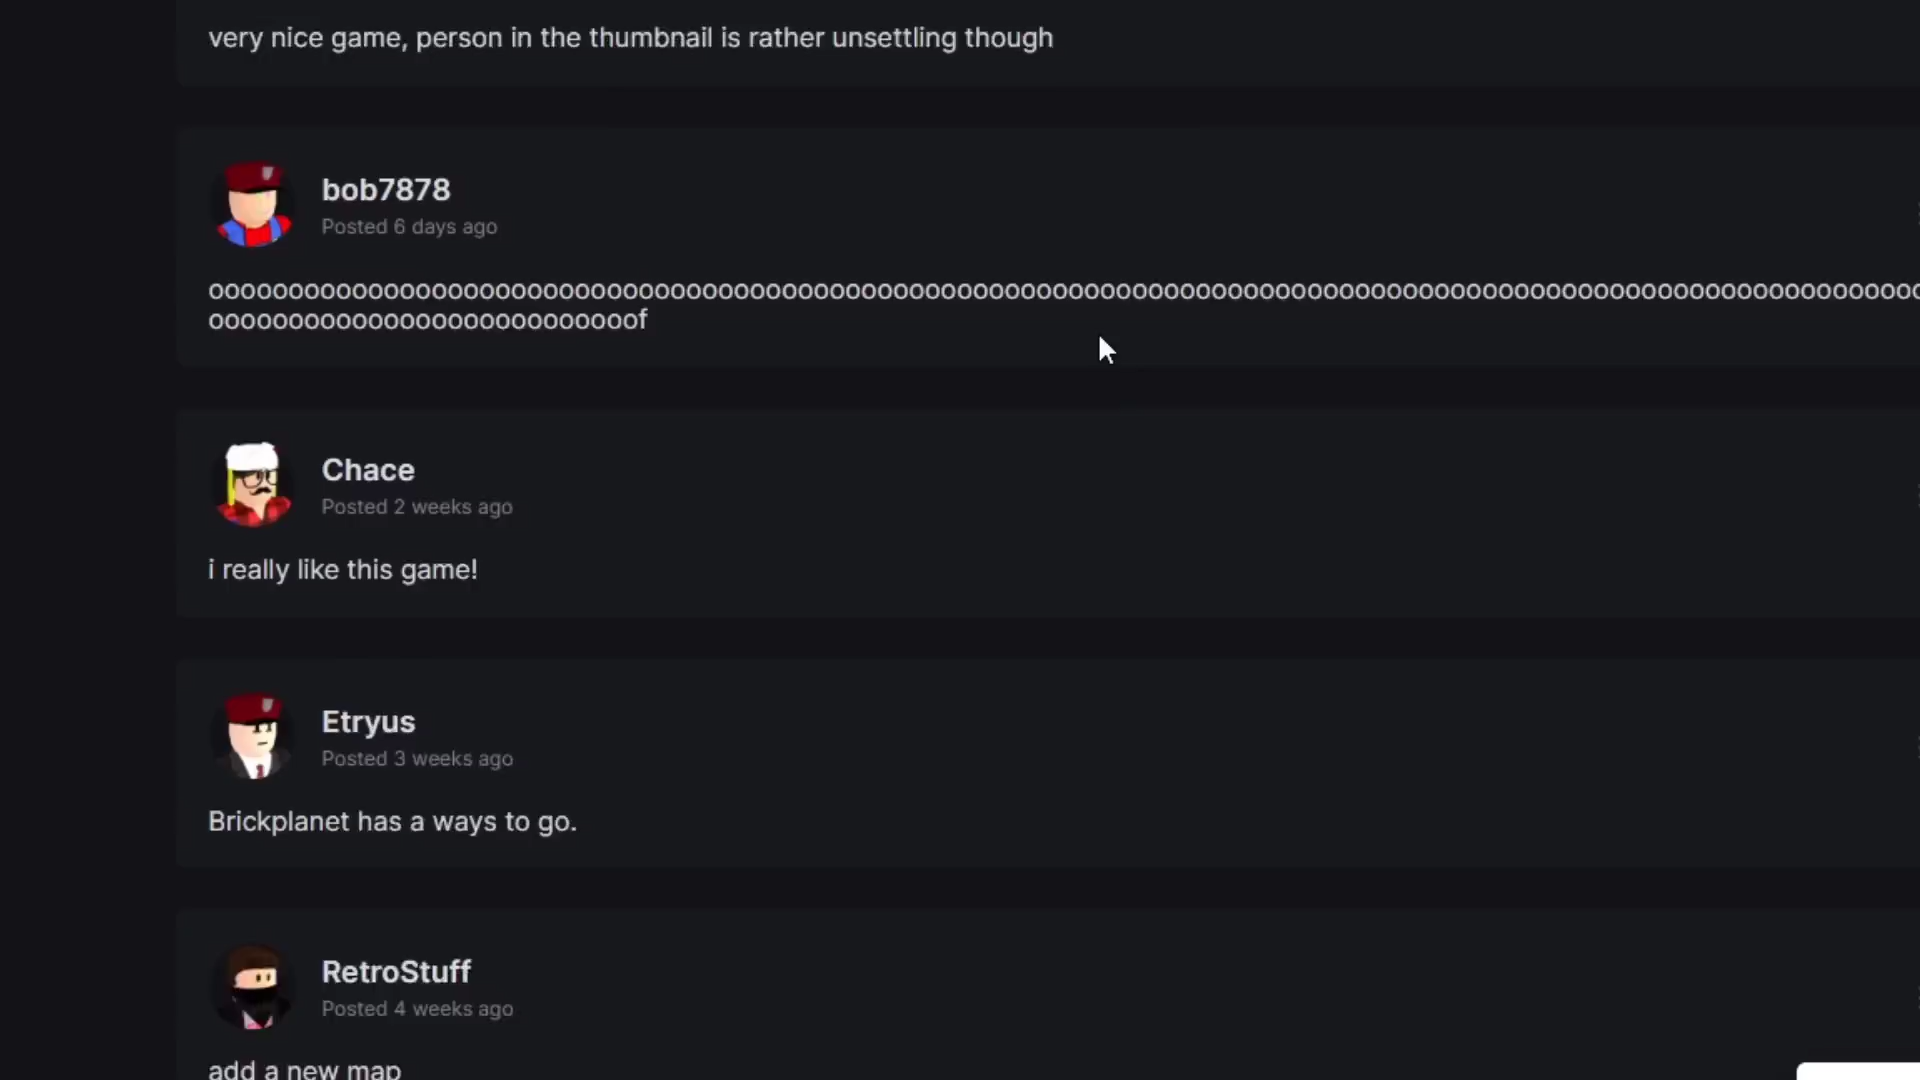 very nice game, person in the thumbnail is rather unsettling though
bob7878
Posted 6 days ago
ooooooooooooooooooooooooooooooooooooooooooooooooooooooooooooooooooooooooooooooooooooooooooooooooooooooooooo
ooooooooooooooooooooooooooof
Chace
Posted 2 weeks ago
i really like this game!
Etryus
Posted 3 weeks ago
Brickplanet has a ways to go.
RetroStuff
Posted 4 weeks ago
add a new map